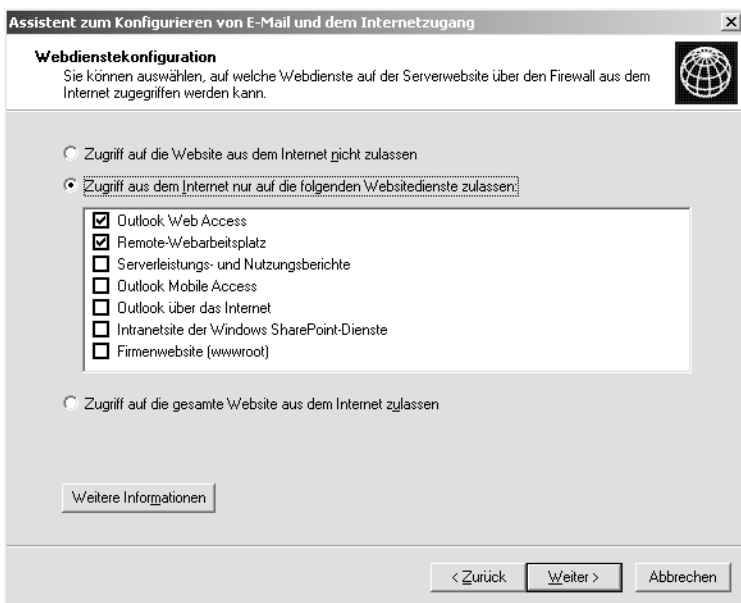 Assistent zum Konfigurieren von E-Mail und dem Internetzugang
Webdienstekonfiguration
Sie können auswählen, auf welche Webdienste auf der Serverwebsite über den Firewall aus dem
Internet zugegriffen werden kann.
Zugriff auf die Website aus dem Internet nicht zulassen
Zugriff aus dem Internet nur auf die folgenden Websitedienste zulassen:
Outlook Web Access
Remote-Webarbeitsplatz
Serverleistungs- und Nutzungsberichte
Outlook Mobile Access
Outlook über das Internet
Intranetsite der Windows SharePoint-Dienste
Firmenwebsite (wwwroot)
Zugriff auf die gesamte Website aus dem Internet zulassen
Weitere Informationen
< Zurück Weiter > Abbrechen